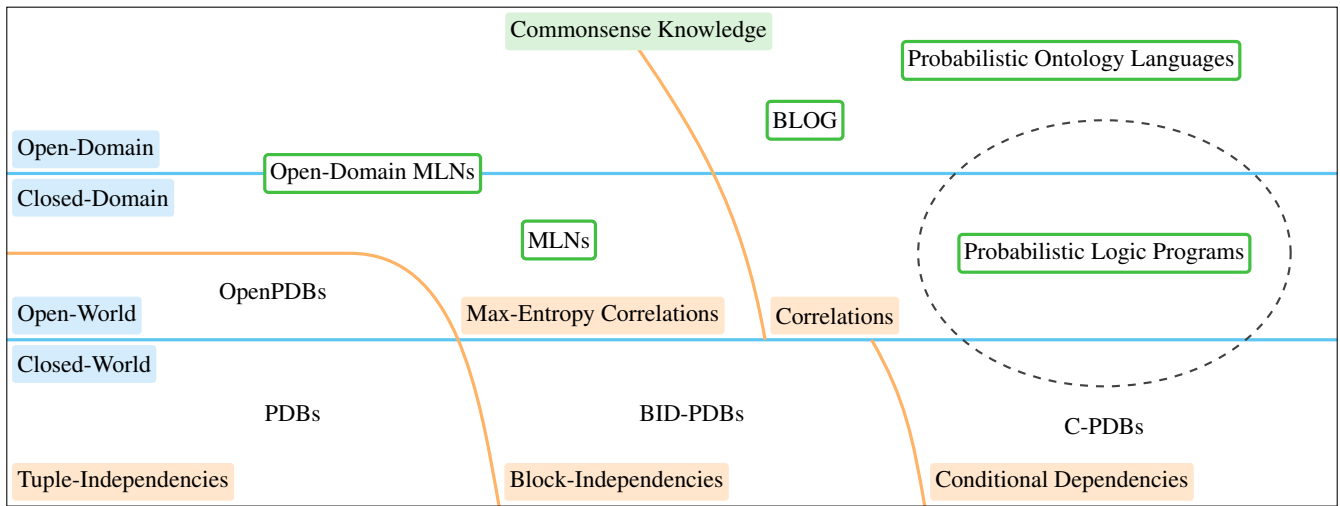 Commonsense Knowledge
Probabilistic Ontology Languages
BLOG
Open-Domain
Open-Domain MLNs
Closed-Domain
MLNs
Probabilistic Logic Programs
OpenPDBs
Open-World
Max-Entropy Correlations
Correlations
Closed-World
PDBs
BID-PDBs
C-PDBs
Tuple-Independencies
Block-Independencies
Conditional Dependencies